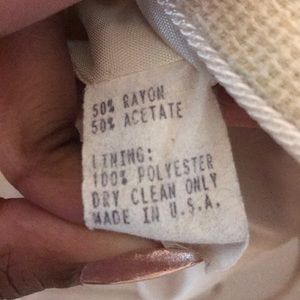 50% RAYON
50% ACETATE
LINING:
100% POLYESTER
DRY CLEAN ONLY
MADE IN U.S.A.